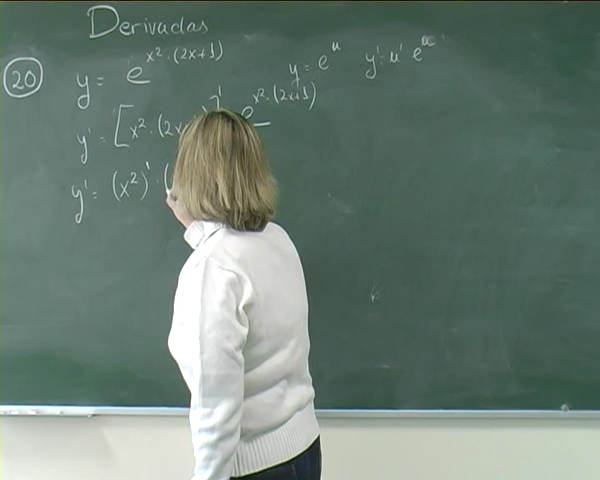 Derivadas
20 y = e^{x²·(2x+1)} y = e^u y' = u' e^u
y' = [x²·(2x ]' e^{x²·(2x+1)}
y' = (x²)' · (